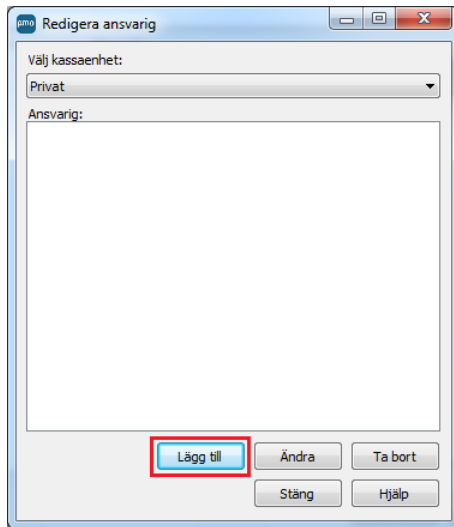 pmo Redigera ansvarig
Välj kassaenhet:
Privat
Ansvarig:
Lägg till Ändra Ta bort
Stäng Hjälp